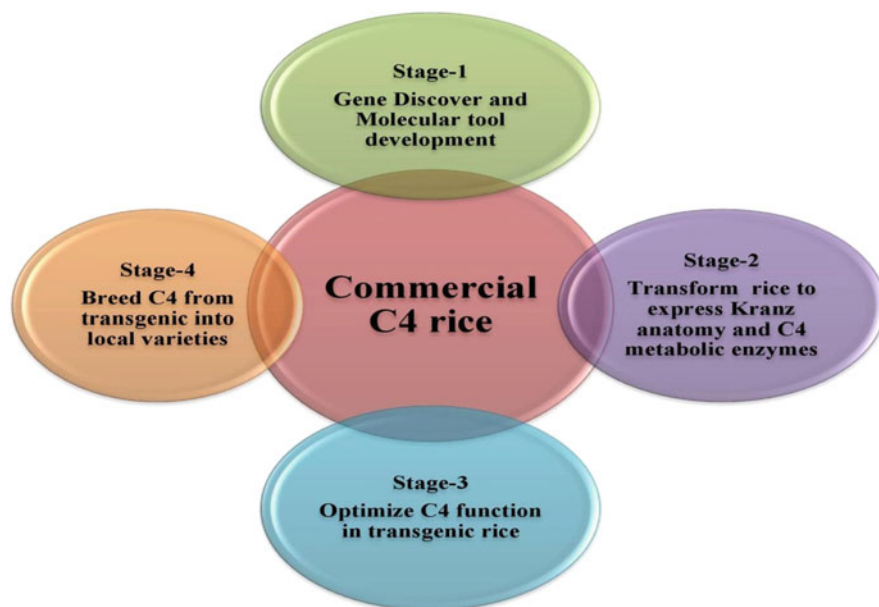 Stage-1
Gene Discover and
Molecular tool
development
Stage-4
Breed C4 from
transgenic into
local varieties
Commercial
C4 rice
Stage-2
Transform rice to
express Kranz
anatomy and C4
metabolic enzymes
Stage-3
Optimize C4 function
in transgenic rice